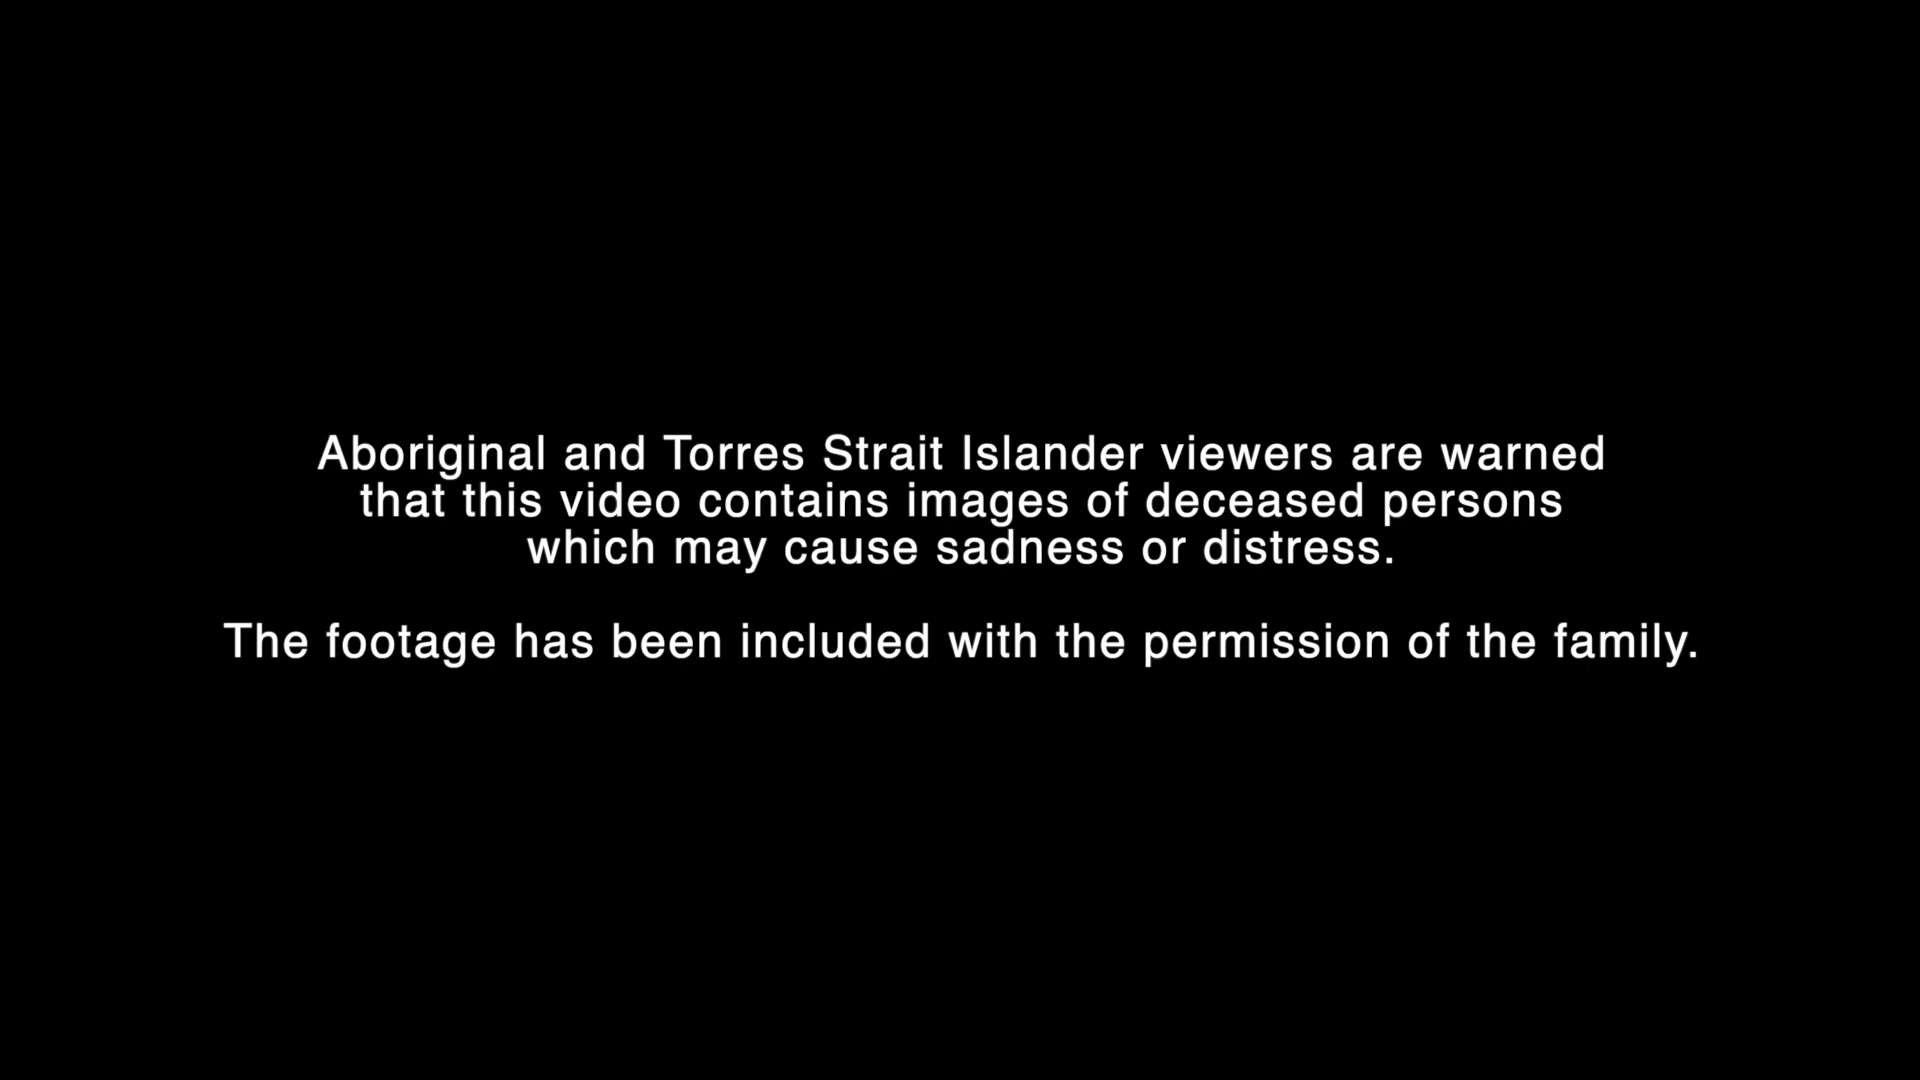 Aboriginal and Torres Strait Islander viewers are warned
that this video contains images of deceased persons
which may cause sadness or distress.
The footage has been included with the permission of the family.